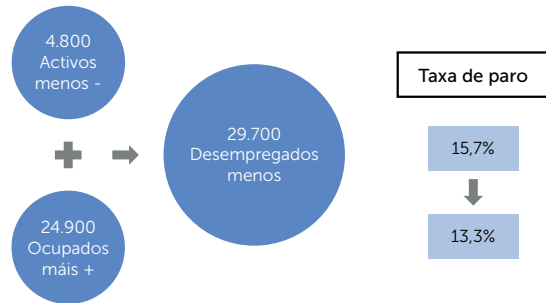 4.800
Activos
menos -
24.900
Ocupados
máis +
29.700
Desempregados
menos
Taxa de paro
15,7%
13,3%